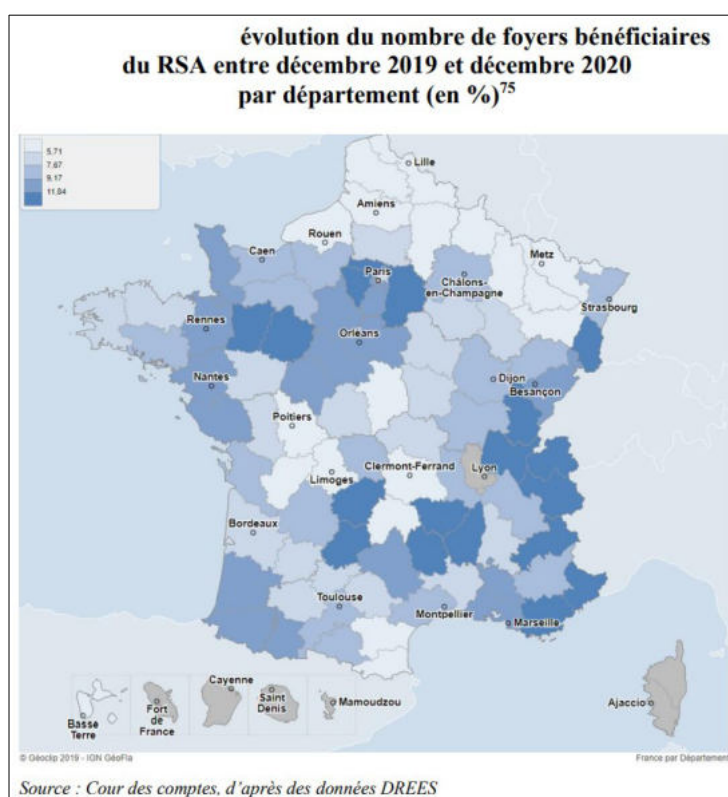 évolution du nombre de foyers bénéficiaires
du RSA entre décembre 2019 et décembre 2020
par département (en %)75
5,71
7,67
9,17
11,04
Lille
Amiens
Rouen
Metz
Caen
Paris
Châlons-
en-Champagne
Strasbourg
Rennes
Orléans
Dijon
Besançon
Nantes
Poitiers
Limoges
Clermont-Ferrand
Lyon
Bordeaux
Toulouse
Montpellier
Marseille
Ajaccio
Cayenne
Basse
Terre
Fort
de
France
Saint
Denis
Mamoudzou
© Géoclip 2019 - IGN GéoFla
France par Département
Source : Cour des comptes, d'après des données DREES